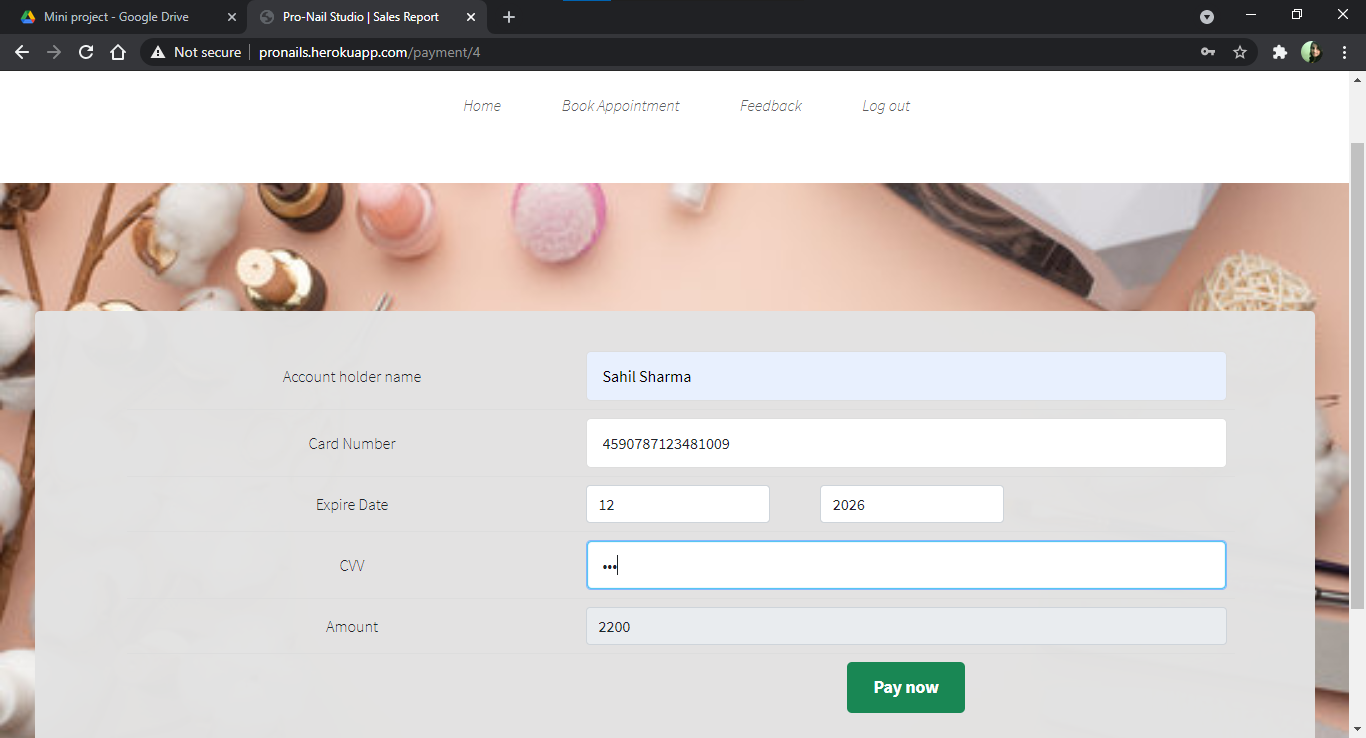 Mini project - Google Drive
Pro-Nail Studio | Sales Report
Not secure
pronails.herokuapp.com/payment/4
Home Book Appointment Feedback Log out
Account holder name Sahil Sharma
Card Number 4590787123481009
Expire Date 12 2026
CVV •••
Amount 2200
Pay now